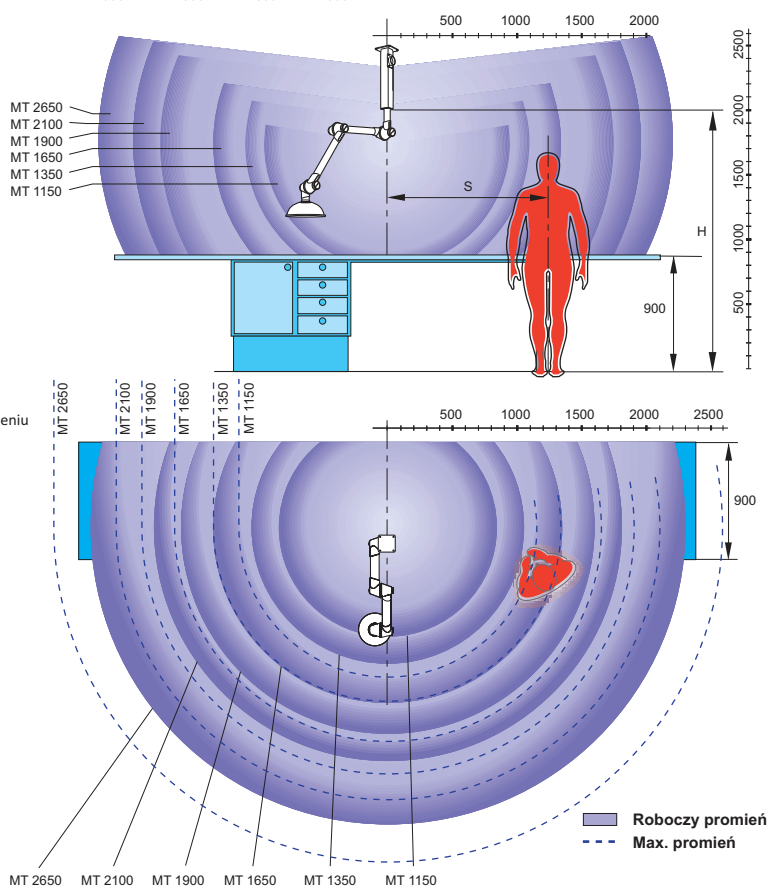 500 1000 1500 2000
2500
2000
1500
1000
500
MT 2650
MT 2100
MT 1900
MT 1650
MT 1350
MT 1150
S
H
900
eniu
MT 2650
MT 2100
MT 1900
MT 1650
MT 1350
MT 1150
500 1000 1500 2000 2500
900
Roboczy promień
Max. promień
MT 2650 MT 2100 MT 1900 MT 1650 MT 1350 MT 1150